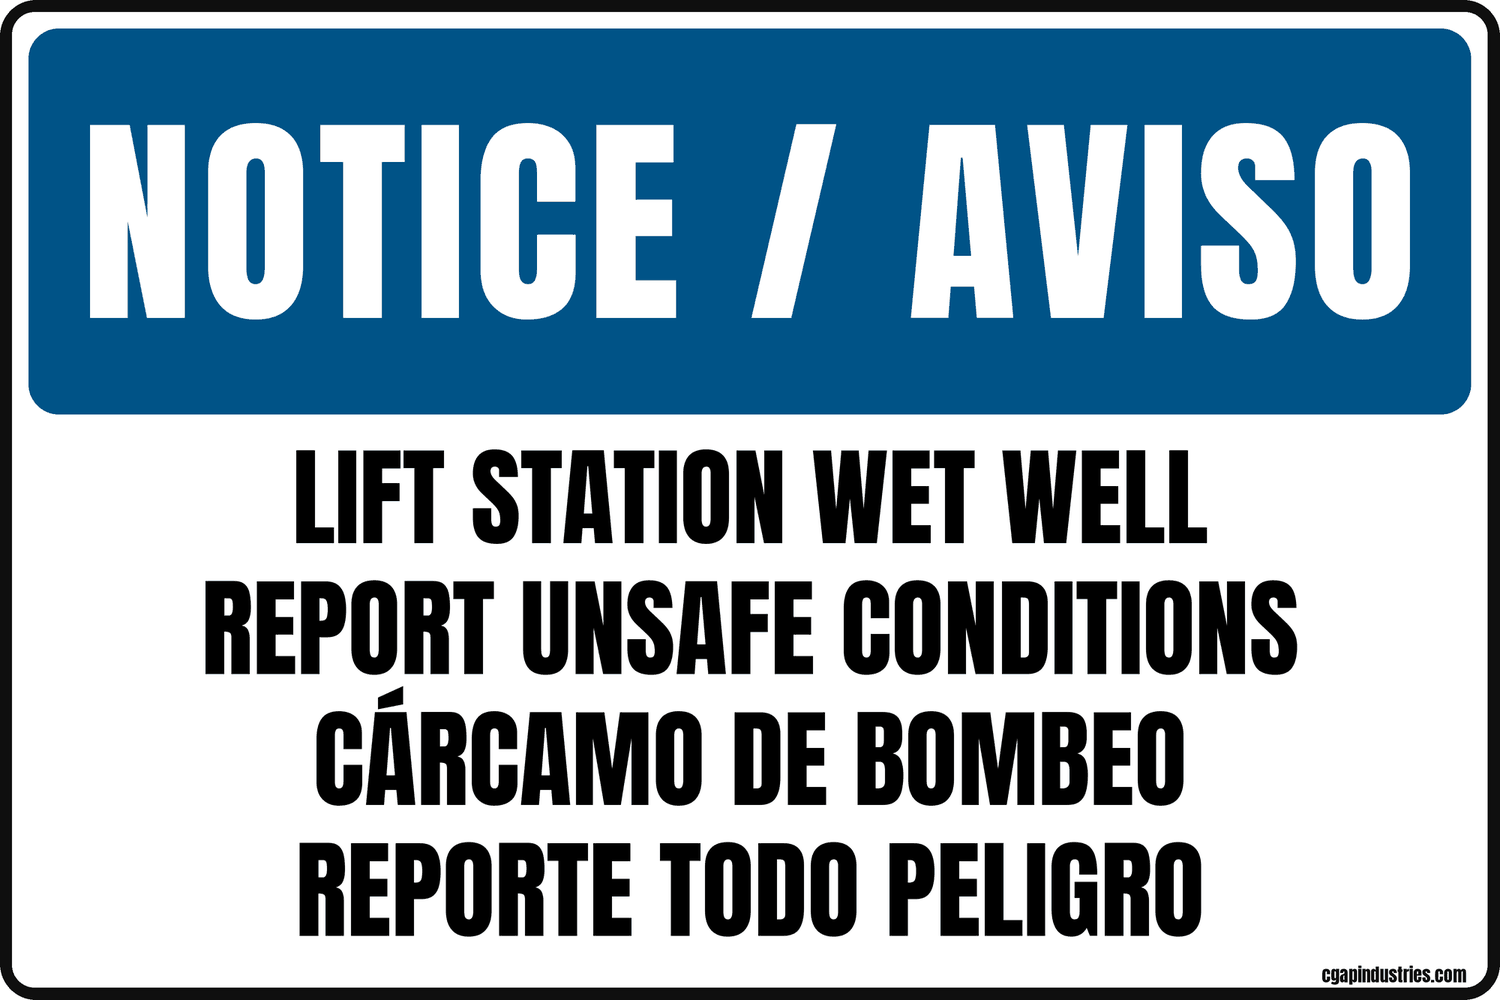 NOTICE / AVISO
LIFT STATION WET WELL
REPORT UNSAFE CONDITIONS
CÁRCAMO DE BOMBEO
REPORTE TODO PELIGRO
cgapindustries.com